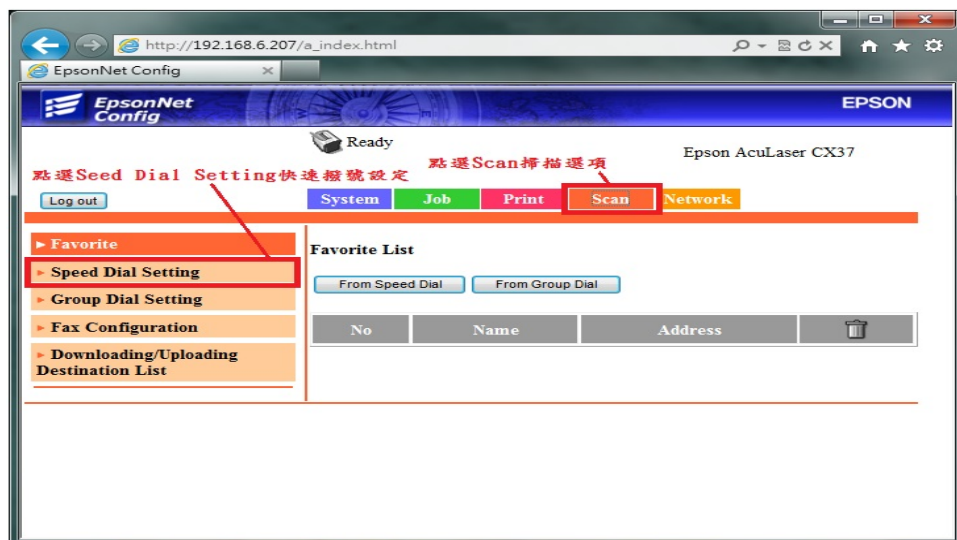 http://192.168.6.207/a_index.html
EpsonNet Config
EpsonNet
Config
EPSON
Ready
Epson AcuLaser CX37
點選Scan掃描選項
點選Seed Dial Setting快速撥號設定
Log out
System
Job
Print
Scan
Network
Favorite
Speed Dial Setting
Group Dial Setting
Fax Configuration
Downloading/Uploading
Destination List
Favorite List
From Speed Dial
From Group Dial
No
Name
Address